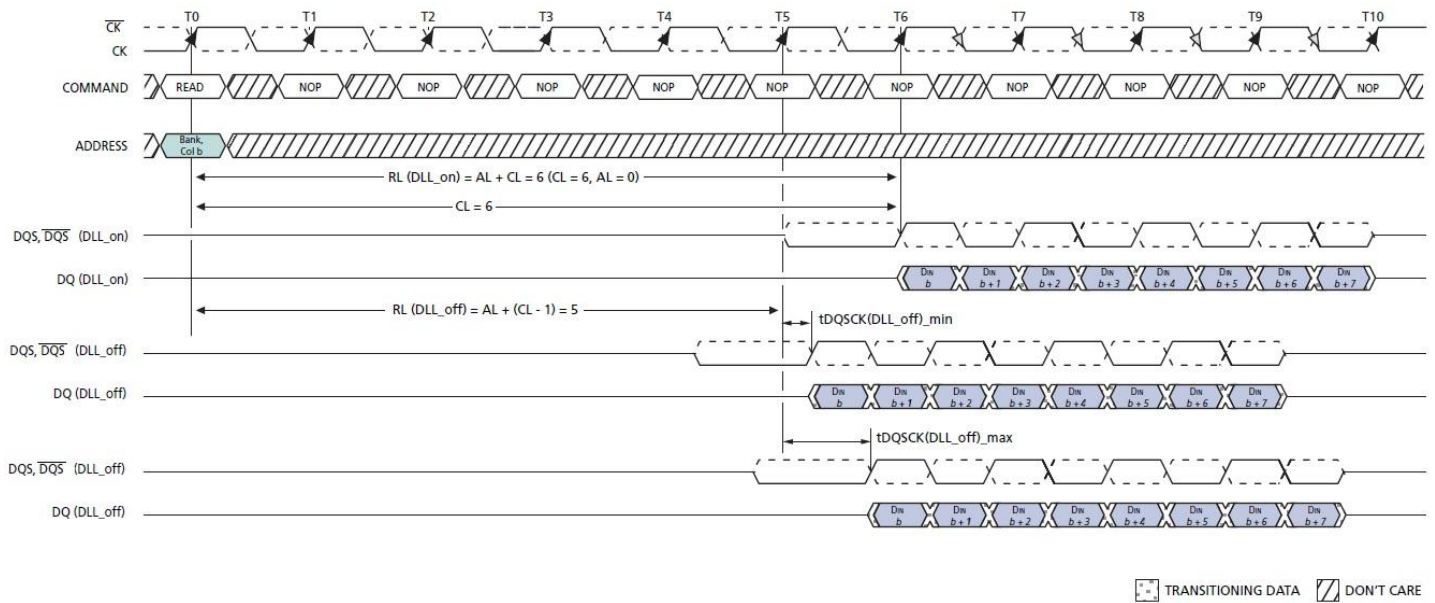 T0 T1 T2 T3 T4 T5 T6 T7 T8 T9 T10
CK
CK
COMMAND READ NOP NOP NOP NOP NOP NOP NOP NOP NOP NOP
ADDRESS Bank,
Col b
RL (DLL_on) = AL + CL = 6 (CL = 6, AL = 0)
CL = 6
DQS, DQS (DLL_on)
DQ (DLL_on) DIN DIN DIN DIN DIN DIN DIN DIN
b b + 1 b + 2 b + 3 b + 4 b + 5 b + 6 b + 7
RL (DLL_off) = AL + (CL - 1) = 5
tDQSCK(DLL_off)_min
DQS, DQS (DLL_off)
DQ (DLL_off) DIN DIN DIN DIN DIN DIN DIN DIN
b b + 1 b + 2 b + 3 b + 4 b + 5 b + 6 b + 7
tDQSCK(DLL_off)_max
DQS, DQS (DLL_off)
DQ (DLL_off) DIN DIN DIN DIN DIN DIN DIN DIN
b b + 1 b + 2 b + 3 b + 4 b + 5 b + 6 b + 7
TRANSITIONING DATA DON'T CARE